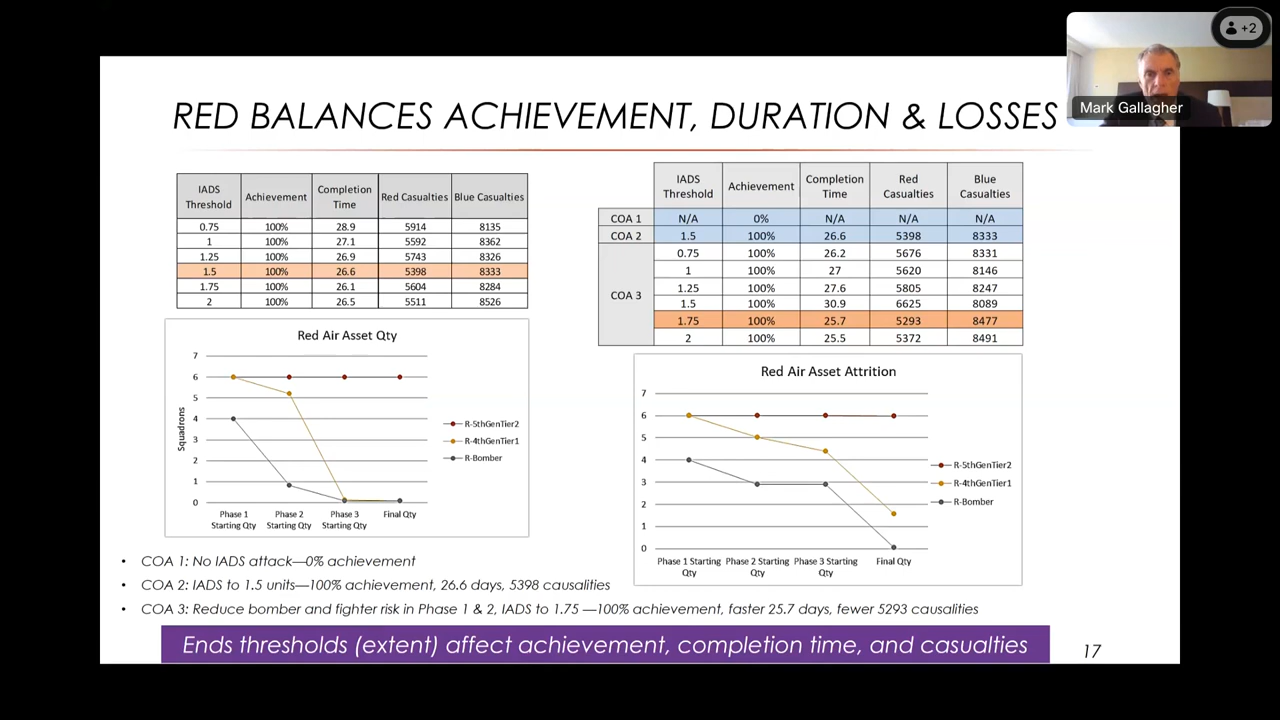 +2
Mark Gallagher
RED BALANCES ACHIEVEMENT, DURATION & LOSSES
IADS Threshold Achievement Completion Time Red Casualties Blue Casualties
0.75 100% 28.9 5914 8135
1 100% 27.1 5592 8362
1.25 100% 26.9 5743 8326
1.5 100% 26.6 5398 8333
1.75 100% 26.1 5604 8284
2 100% 26.5 5511 8526
IADS Threshold Achievement Completion Time Red Casualties Blue Casualties
COA 1 N/A 0% N/A N/A N/A
COA 2 1.5 100% 26.6 5398 8333
COA 3
0.75 100% 26.2 5676 8331
1 100% 27 5620 8146
1.25 100% 27.6 5805 8247
1.5 100% 30.9 6625 8089
1.75 100% 25.7 5293 8477
2 100% 25.5 5372 8491
Red Air Asset Qty
7
6
5
4
3
2
1
0
Squadrons
Phase 1 Starting Qty
Phase 2 Starting Qty
Phase 3 Starting Qty
Final Qty
R-5thGenTier2
R-4thGenTier1
R-Bomber
Red Air Asset Attrition
7
6
5
4
3
2
1
0
Phase 1 Starting Qty
Phase 2 Starting Qty
Phase 3 Starting Qty
Final Qty
R-5thGenTier2
R-4thGenTier1
R-Bomber
• COA 1: No IADS attack—0% achievement
• COA 2: IADS to 1.5 units—100% achievement, 26.6 days, 5398 causalities
• COA 3: Reduce bomber and fighter risk in Phase 1 & 2, IADS to 1.75 —100% achievement, faster 25.7 days, fewer 5293 causalities
Ends thresholds (extent) affect achievement, completion time, and casualties
17